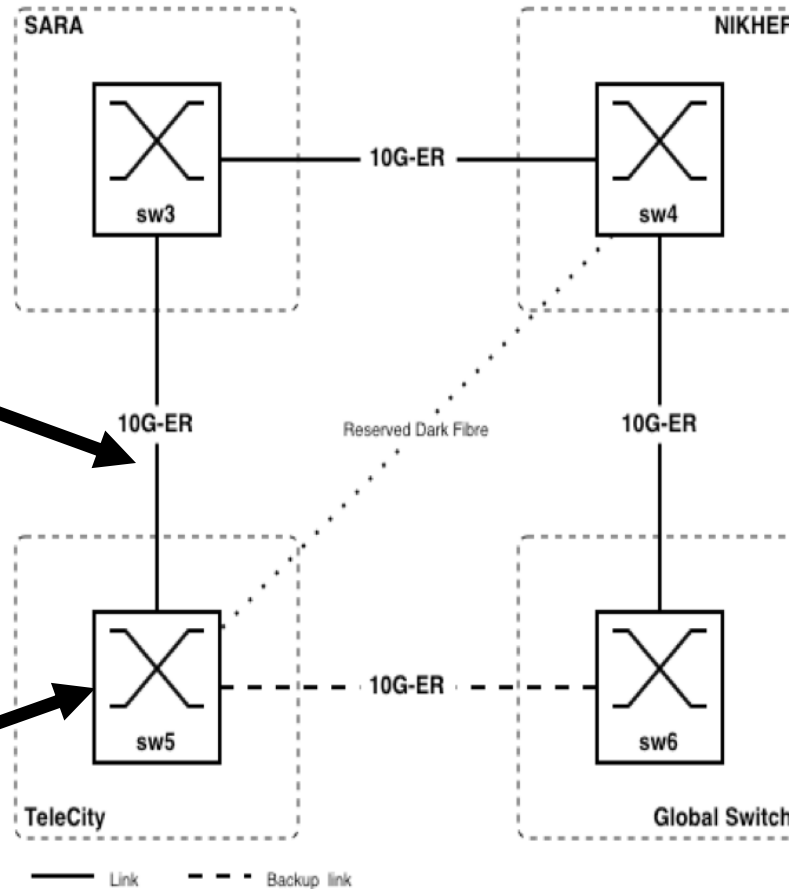 SARA
NIKHEF
sw3
10G-ER
sw4
10G-ER
Reserved Dark Fibre
10G-ER
sw5
10G-ER
sw6
TeleCity
Global Switch
Link
Backup link